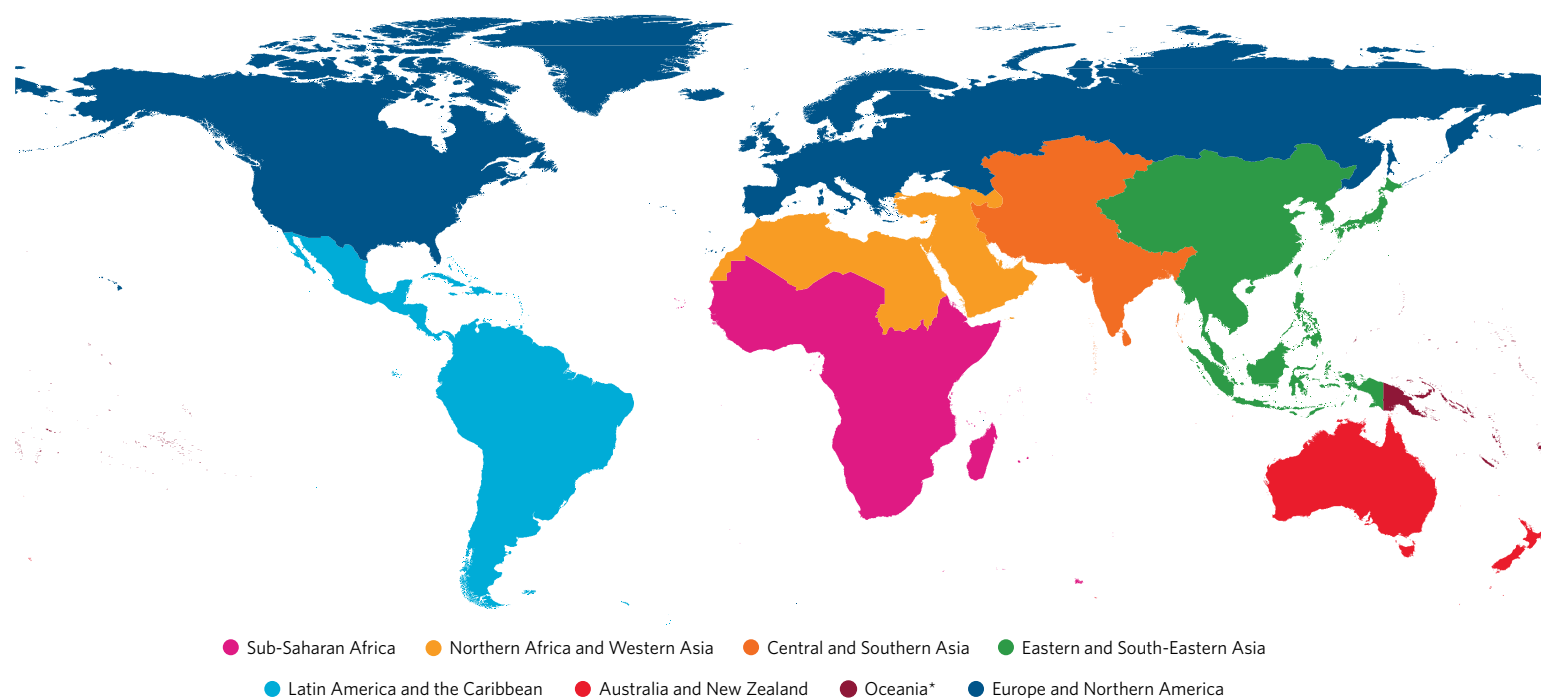 Sub-Saharan Africa Northern Africa and Western Asia Central and Southern Asia Eastern and South-Eastern Asia
Latin America and the Caribbean Australia and New Zealand Oceania* Europe and Northern America